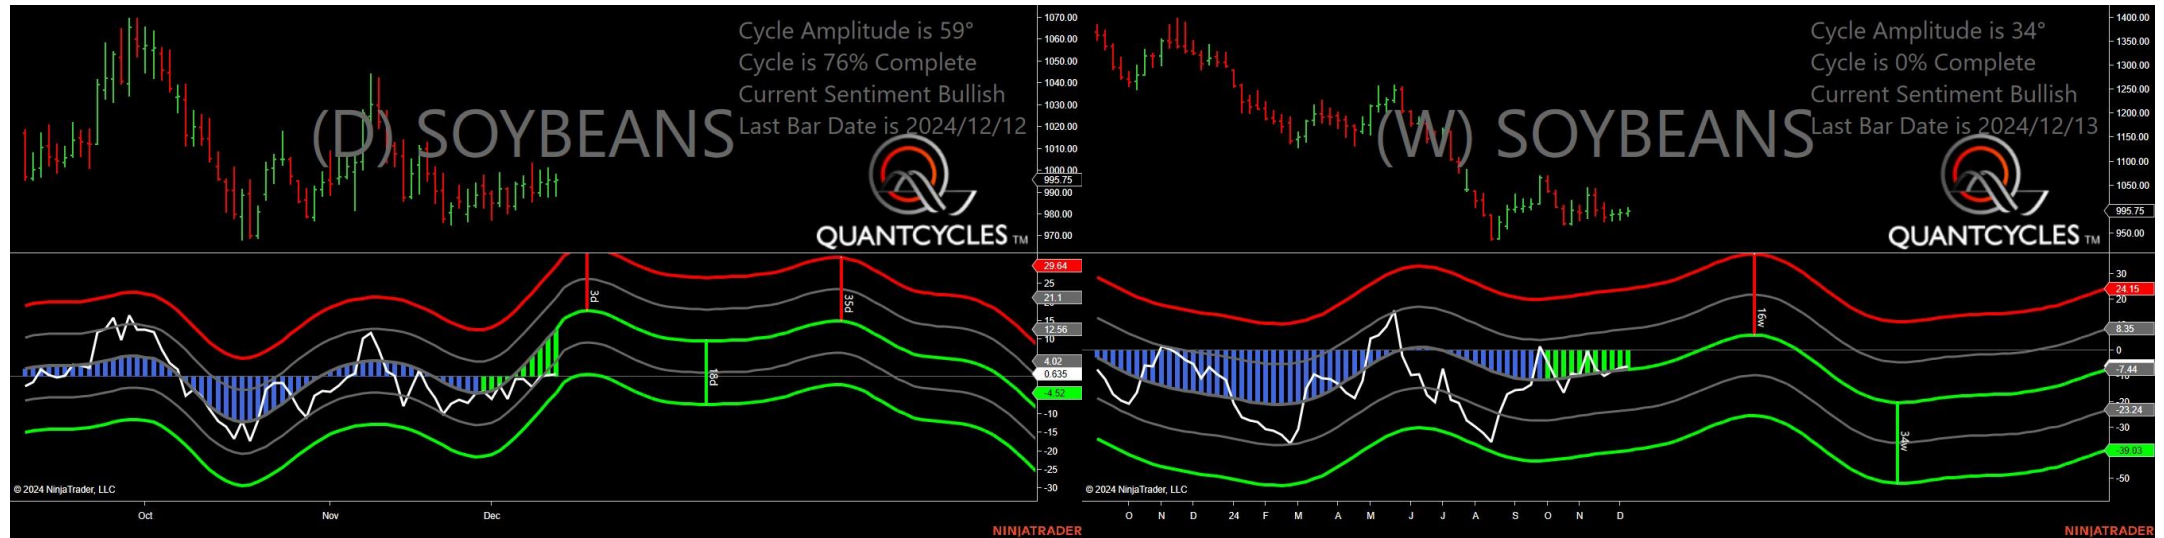 Cycle Amplitude is 59°
Cycle is 76% Complete
Current Sentiment Bullish
Last Bar Date is 2024/12/12
(D) SOYBEANS
QUANTCYCLES TM
1070.00
1060.00
1050.00
1040.00
1030.00
1020.00
1010.00
1000.00
995.75
990.00
980.00
970.00
29.64
25
21.1
15
12.56
10
4.02
0.635
-4.52
-10
-15
-20
-25
-30
3d
18d
35d
© 2024 NinjaTrader, LLC
Oct Nov Dec
NINJATRADER
Cycle Amplitude is 34°
Cycle is 0% Complete
Current Sentiment Bullish
Last Bar Date is 2024/12/13
(W) SOYBEANS
QUANTCYCLES TM
1400.00
1350.00
1300.00
1250.00
1200.00
1150.00
1100.00
1050.00
995.75
950.00
30
24.15
20
8.35
0
-7.44
-20
-23.24
-30
-39.03
-50
16w
34w
© 2024 NinjaTrader, LLC
O N D 24 F M A M J J A S O N D
NINJATRADER